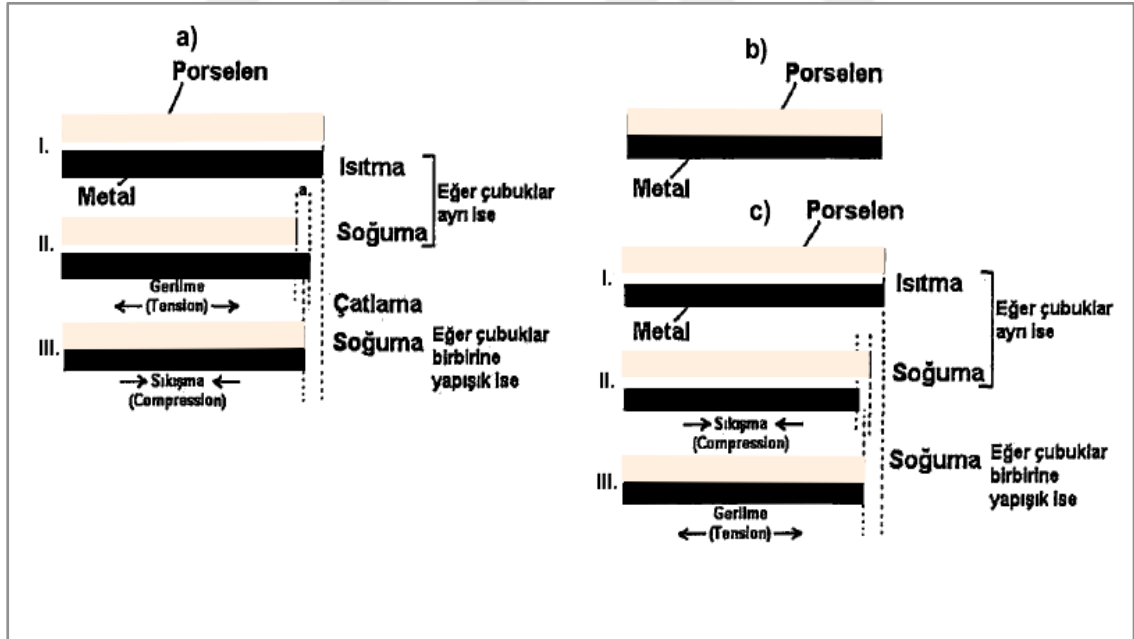 a)
Porselen
I.
Metal
Isıtma
a
Eğer çubuklar
ayrı ise
II.
Soğuma
Gerilme
(Tension)
Çatlama
III.
Soğuma
Eğer çubuklar
birbirine
yapışık ise
Sıkışma
(Compression)
b)
Porselen
Metal
c)
Porselen
I.
Metal
Isıtma
Eğer çubuklar
ayrı ise
II.
Soğuma
Sıkışma
(Compression)
III.
Soğuma
Eğer çubuklar
birbirine
yapışık ise
Gerilme
(Tension)